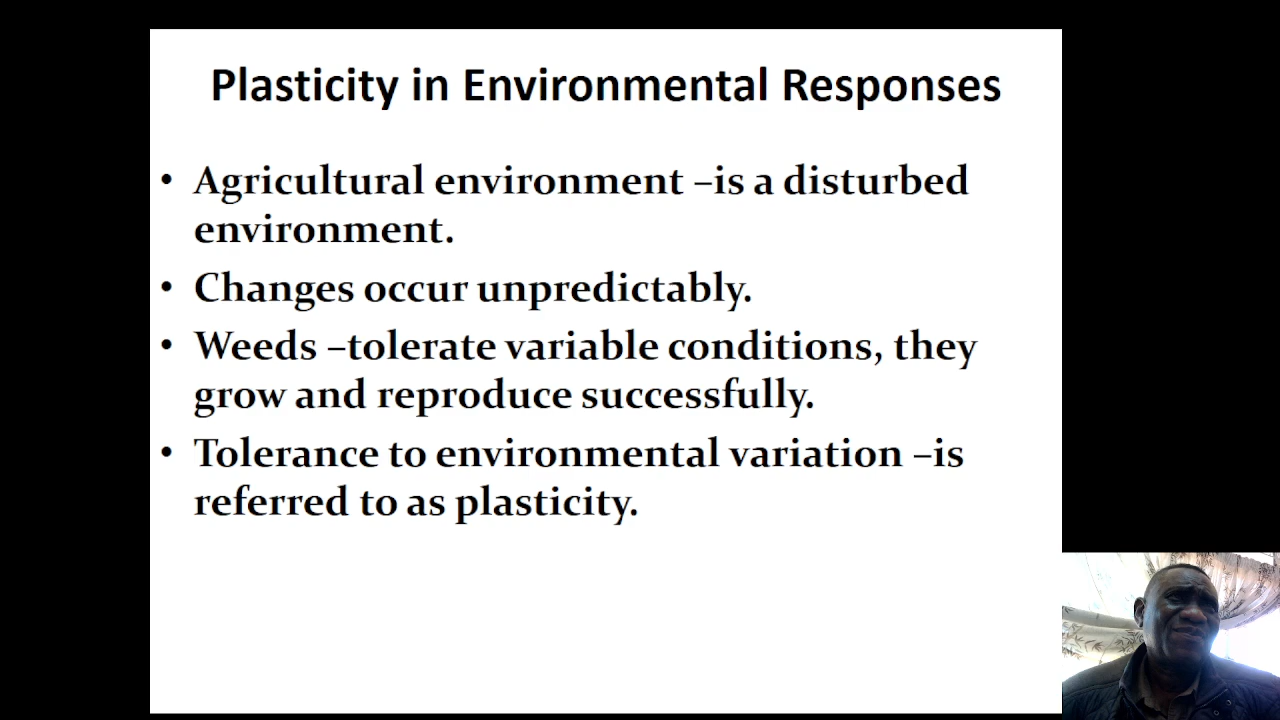 Plasticity in Environmental Responses
• Agricultural environment –is a disturbed
environment.
• Changes occur unpredictably.
• Weeds –tolerate variable conditions, they
grow and reproduce successfully.
• Tolerance to environmental variation –is
referred to as plasticity.